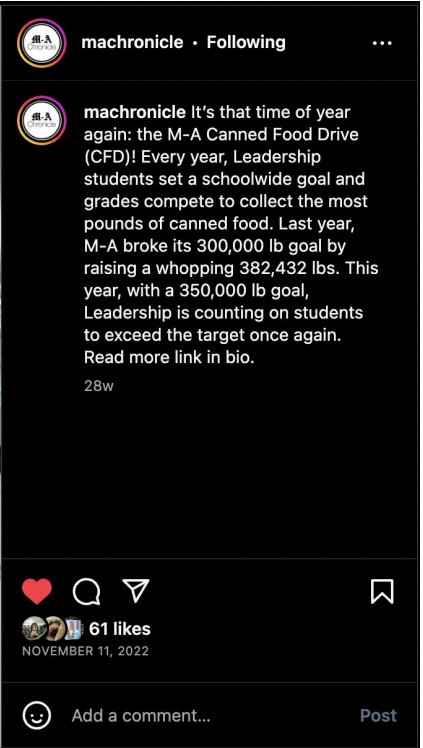 M-A
Chronicle
machronicle • Following
M-A
Chronicle
machronicle It's that time of year
again: the M-A Canned Food Drive
(CFD)! Every year, Leadership
students set a schoolwide goal and
grades compete to collect the most
pounds of canned food. Last year,
M-A broke its 300,000 lb goal by
raising a whopping 382,432 lbs. This
year, with a 350,000 lb goal,
Leadership is counting on students
to exceed the target once again.
Read more link in bio.
28w
61 likes
NOVEMBER 11, 2022
Add a comment...
Post